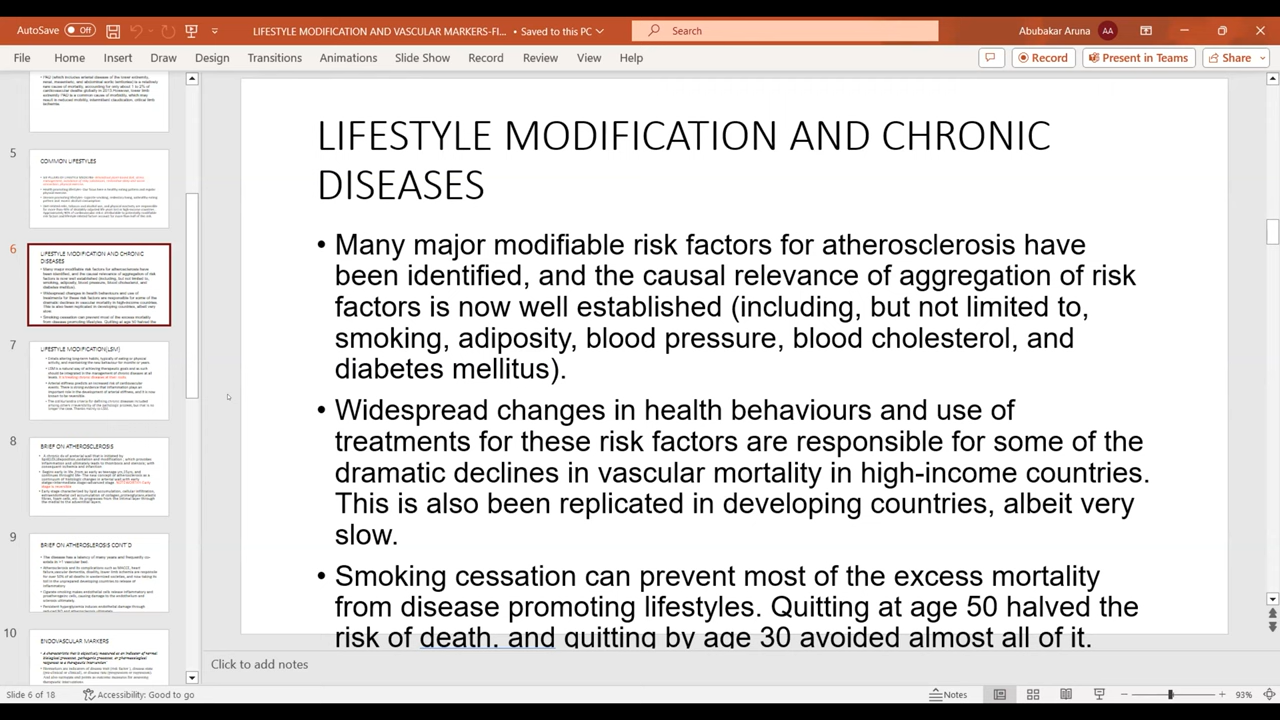 AutoSave Off LIFESTYLE MODIFICATION AND VASCULAR MARKERS-FI... • Saved to this PC Search Abubakar Aruna AA
File Home Insert Draw Design Transitions Animations Slide Show Record Review View Help Record Present in Teams Share
5
COMMON LIFESTYLES
6
LIFESTYLE MODIFICATION AND CHRONIC
DISEASES
7
LIFESTYLE MODIFICATION(LSM)
8
BRIEF ON ATHEROSCLEROSIS
9
BRIEF ON ATHEROSLEROSIS CONT'D
10
ENDOVASCULAR MARKERS
LIFESTYLE MODIFICATION AND CHRONIC
DISEASES
• Many major modifiable risk factors for atherosclerosis have
been identified, and the causal relevance of aggregation of risk
factors is now well established (including, but not limited to,
smoking, adiposity, blood pressure, blood cholesterol, and
diabetes mellitus).
• Widespread changes in health behaviours and use of
treatments for these risk factors are responsible for some of the
dramatic decreases in vascular mortality in high-income countries.
This is also been replicated in developing countries, albeit very
slow.
• Smoking cessation can prevent most of the excess mortality
from disease promoting lifestyles. Quitting at age 50 halved the
risk of death, and quitting by age 30 avoided almost all of it.
Click to add notes
Slide 6 of 18 Accessibility: Good to go Notes 93%